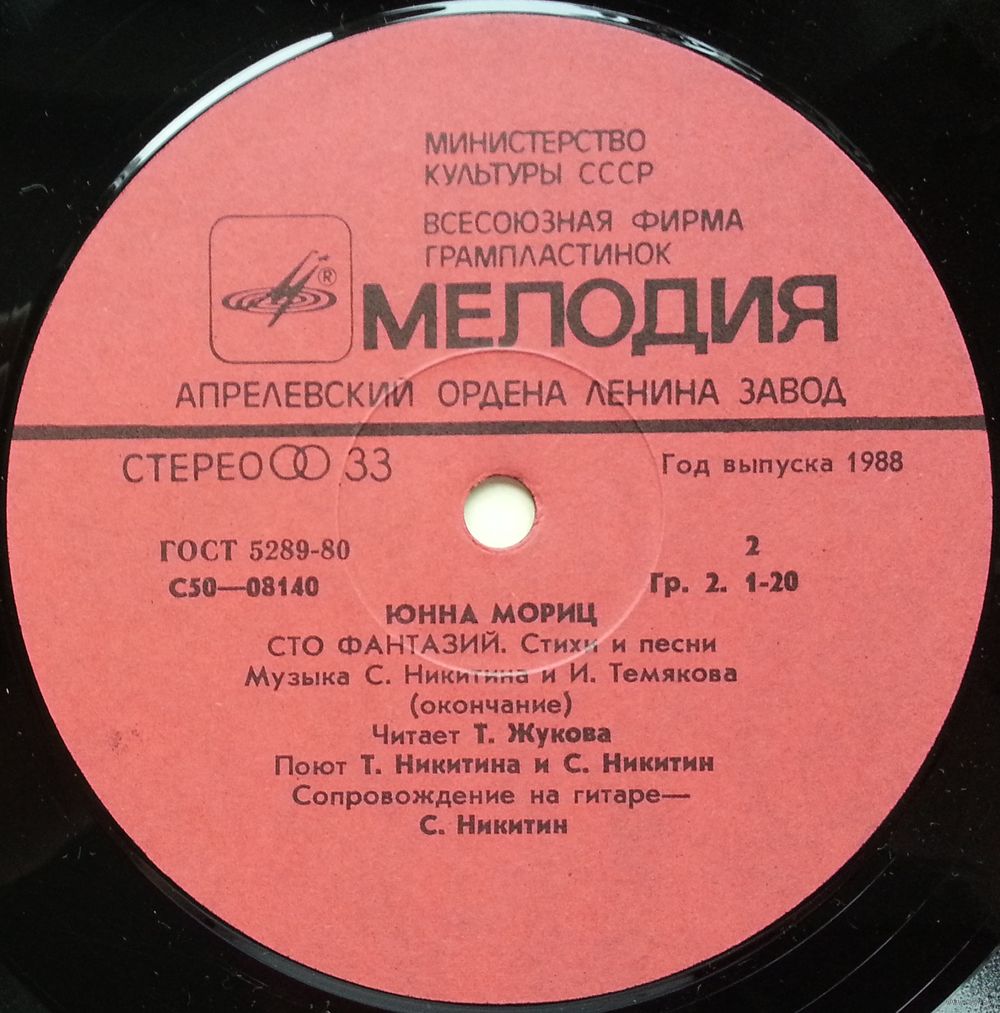 МИНИСТЕРСТВО
КУЛЬТУРЫ СССР
ВСЕСОЮЗНАЯ ФИРМА
ГРАМПЛАСТИНОК
®
МЕЛОДИЯ
АПРЕЛЕВСКИЙ ОРДЕНА ЛЕНИНА ЗАВОД
СТЕРЕО 33
Год выпуска 1988
ГОСТ 5289-80
2
С50—08140
Гр. 2. 1-20
ЮННА МОРИЦ
СТО ФАНТАЗИЙ. Стихи и песни
Музыка С. Никитина и И. Темякова
(окончание)
Читает Т. Жукова
Поют Т. Никитина и С. Никитин
Сопровождение на гитаре—
С. Никитин